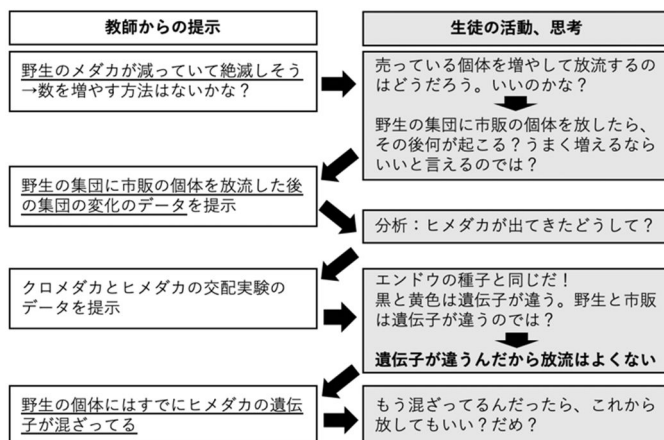 教師からの提示
生徒の活動、思考
野生のメダカが減っていて絶滅しそう
→数を増やす方法はないかな？
売っている個体を増やして放流するの
はどうだろう。いいのかな？
野生の集団に市販の個体を放したら、
その後何が起こる？うまく増えるなら
いいと言えるのでは？
野生の集団に市販の個体を放流した後
の集団の変化のデータを提示
分析：ヒメダカが出てきたどうして？
クロメダカとヒメダカの交配実験の
データを提示
エンドウの種子と同じだ！
黒と黄色は遺伝子が違う。野生と市販
は遺伝子が違うのでは？
遺伝子が違うんだから放流はよくない
野生の個体にはすでにヒメダカの遺伝
子が混ざってる
もう混ざってるんだったら、これから
放してもいい？だめ？